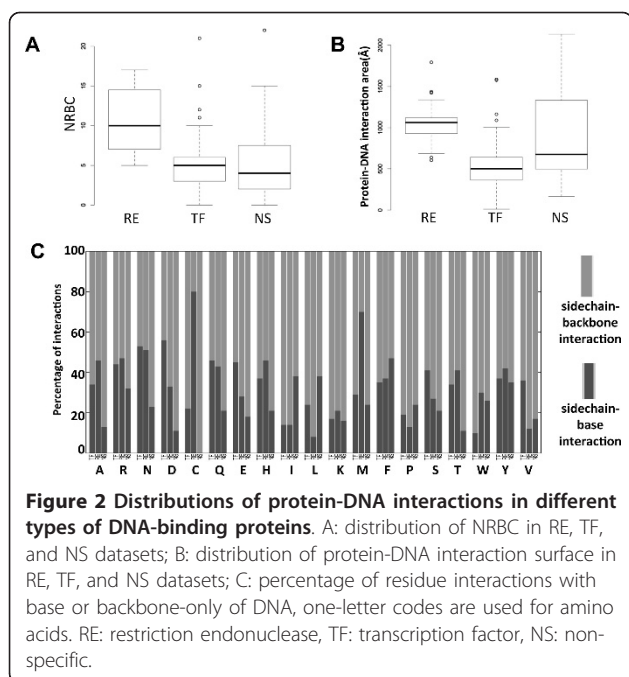 A
B
NRBC
20
15
10
5
0
RE TF NS
Protein-DNA interaction area(Å)
2000
1500
1000
500
0
RE TF NS
C
Percentage of interactions
100
80
60
40
20
0
A R N D C Q E H I L K M F P S T W Y V
sidechain-
backbone
interaction
sidechain-
base
interaction
Figure 2 Distributions of protein-DNA interactions in different
types of DNA-binding proteins. A: distribution of NRBC in RE, TF,
and NS datasets; B: distribution of protein-DNA interaction surface in
RE, TF, and NS datasets; C: percentage of residue interactions with
base or backbone-only of DNA, one-letter codes are used for amino
acids. RE: restriction endonuclease, TF: transcription factor, NS: non-
specific.